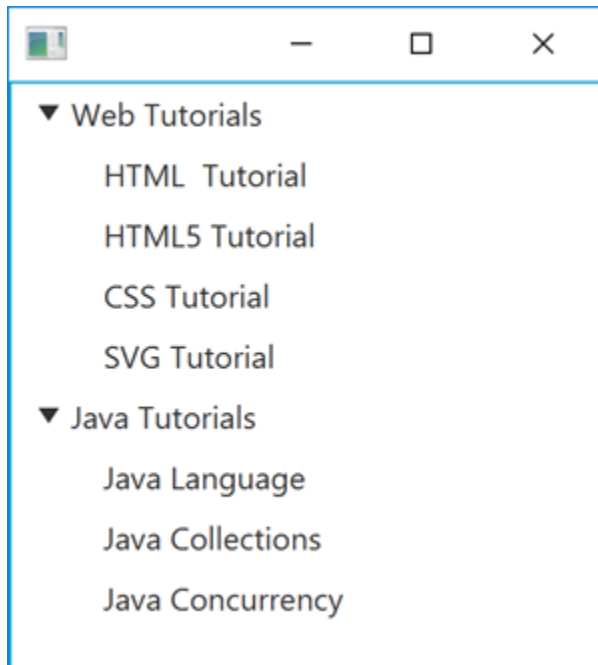 Web Tutorials
HTML  Tutorial
HTML5 Tutorial
CSS Tutorial
SVG Tutorial
Java Tutorials
Java Language
Java Collections
Java Concurrency